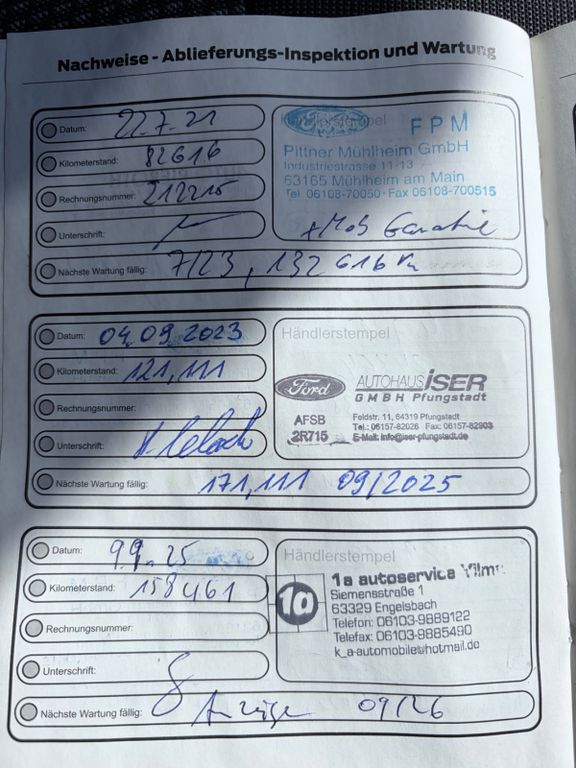 Nachweise - Ablieferungs-Inspektion und Wartung
Datum: 22.7.21
Kilometerstand: 82616
Rechnungsnummer: 212215
Unterschrift:
Händlerstempel
Ford
FPM
Pittner Mühlheim GmbH
Industriestrasse 11-13
63165 Mühlheim am Main
Tel 06108-70050 · Fax 06108-700515
+Mob Garantie
Nächste Wartung fällig: 7/23, 132 616 Km
Datum: 04.09.2023
Kilometerstand: 121,111
Rechnungsnummer:
Unterschrift:
Händlerstempel
Ford
AUTOHAUS iSER
GMBH Pfungstadt
AFSB
2R715
Feldstr. 11, 64319 Pfungstadt
Tel.: 06157-82026 Fax: 06157-82903
E-Mail: info@iser-pfungstadt.de
Nächste Wartung fällig: 171,111 09/2025
Datum: 9.9.25
Kilometerstand: 158461
Rechnungsnummer:
Unterschrift:
Händlerstempel
1a
1a autoservice
Siemensstraße 1
63329 Engelsbach
Telefon: 06103-9889122
Telefax: 06103-9885490
k_a-automobile@hotmail.de
Nächste Wartung fällig: Anzeige 09/26